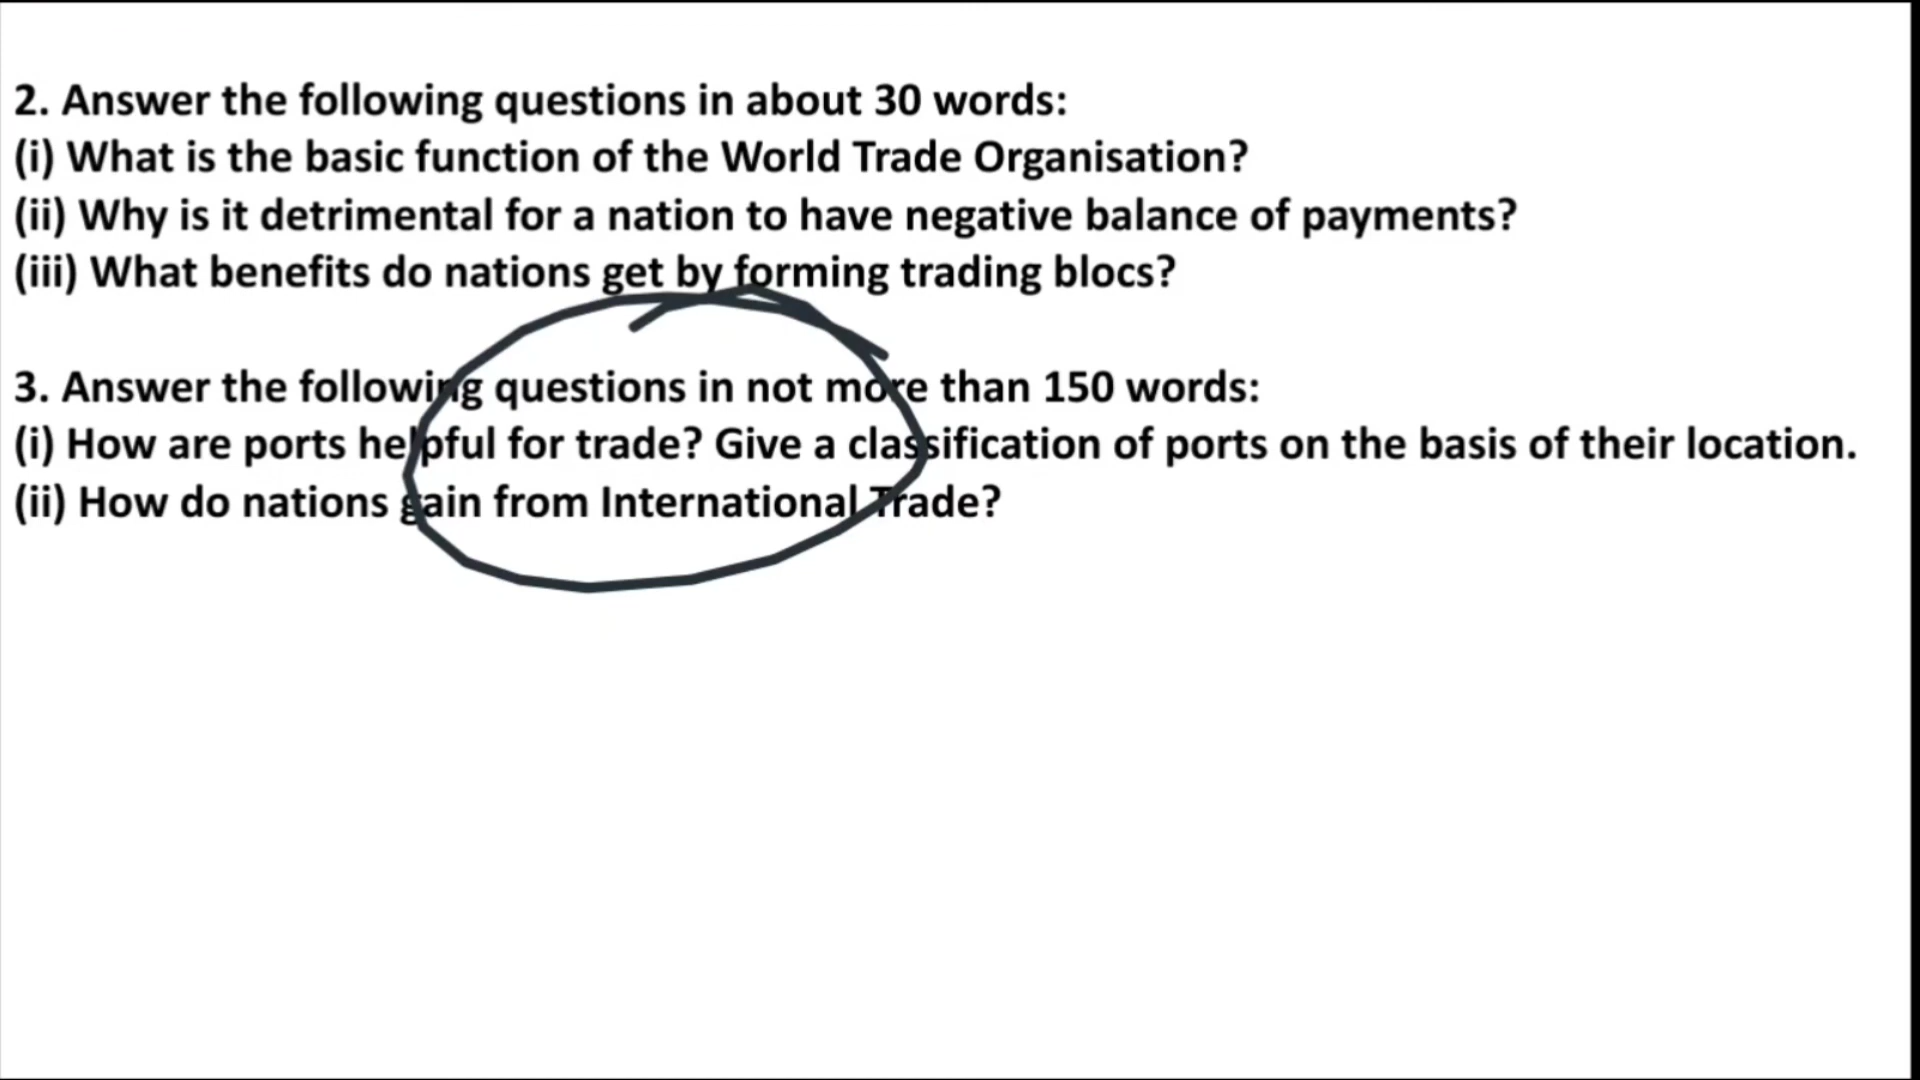 2. Answer the following questions in about 30 words:
(i) What is the basic function of the World Trade Organisation?
(ii) Why is it detrimental for a nation to have negative balance of payments?
(iii) What benefits do nations get by forming trading blocs?
3. Answer the following questions in not more than 150 words:
(i) How are ports helpful for trade? Give a classification of ports on the basis of their location.
(ii) How do nations gain from International Trade?